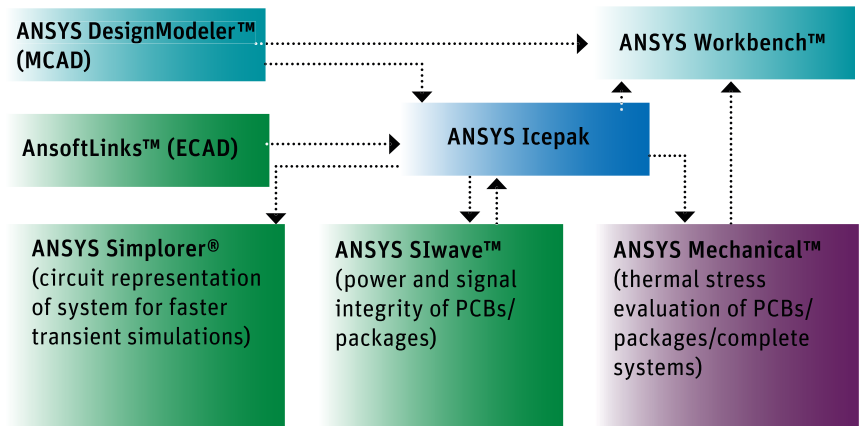 ANSYS DesignModeler™
(MCAD)
ANSYS Workbench™
AnsoftLinks™ (ECAD)
ANSYS Icepak
ANSYS Simplorer®
(circuit representation
of system for faster
transient simulations)
ANSYS SIwave™
(power and signal
integrity of PCBs/
packages)
ANSYS Mechanical™
(thermal stress
evaluation of PCBs/
packages/complete
systems)